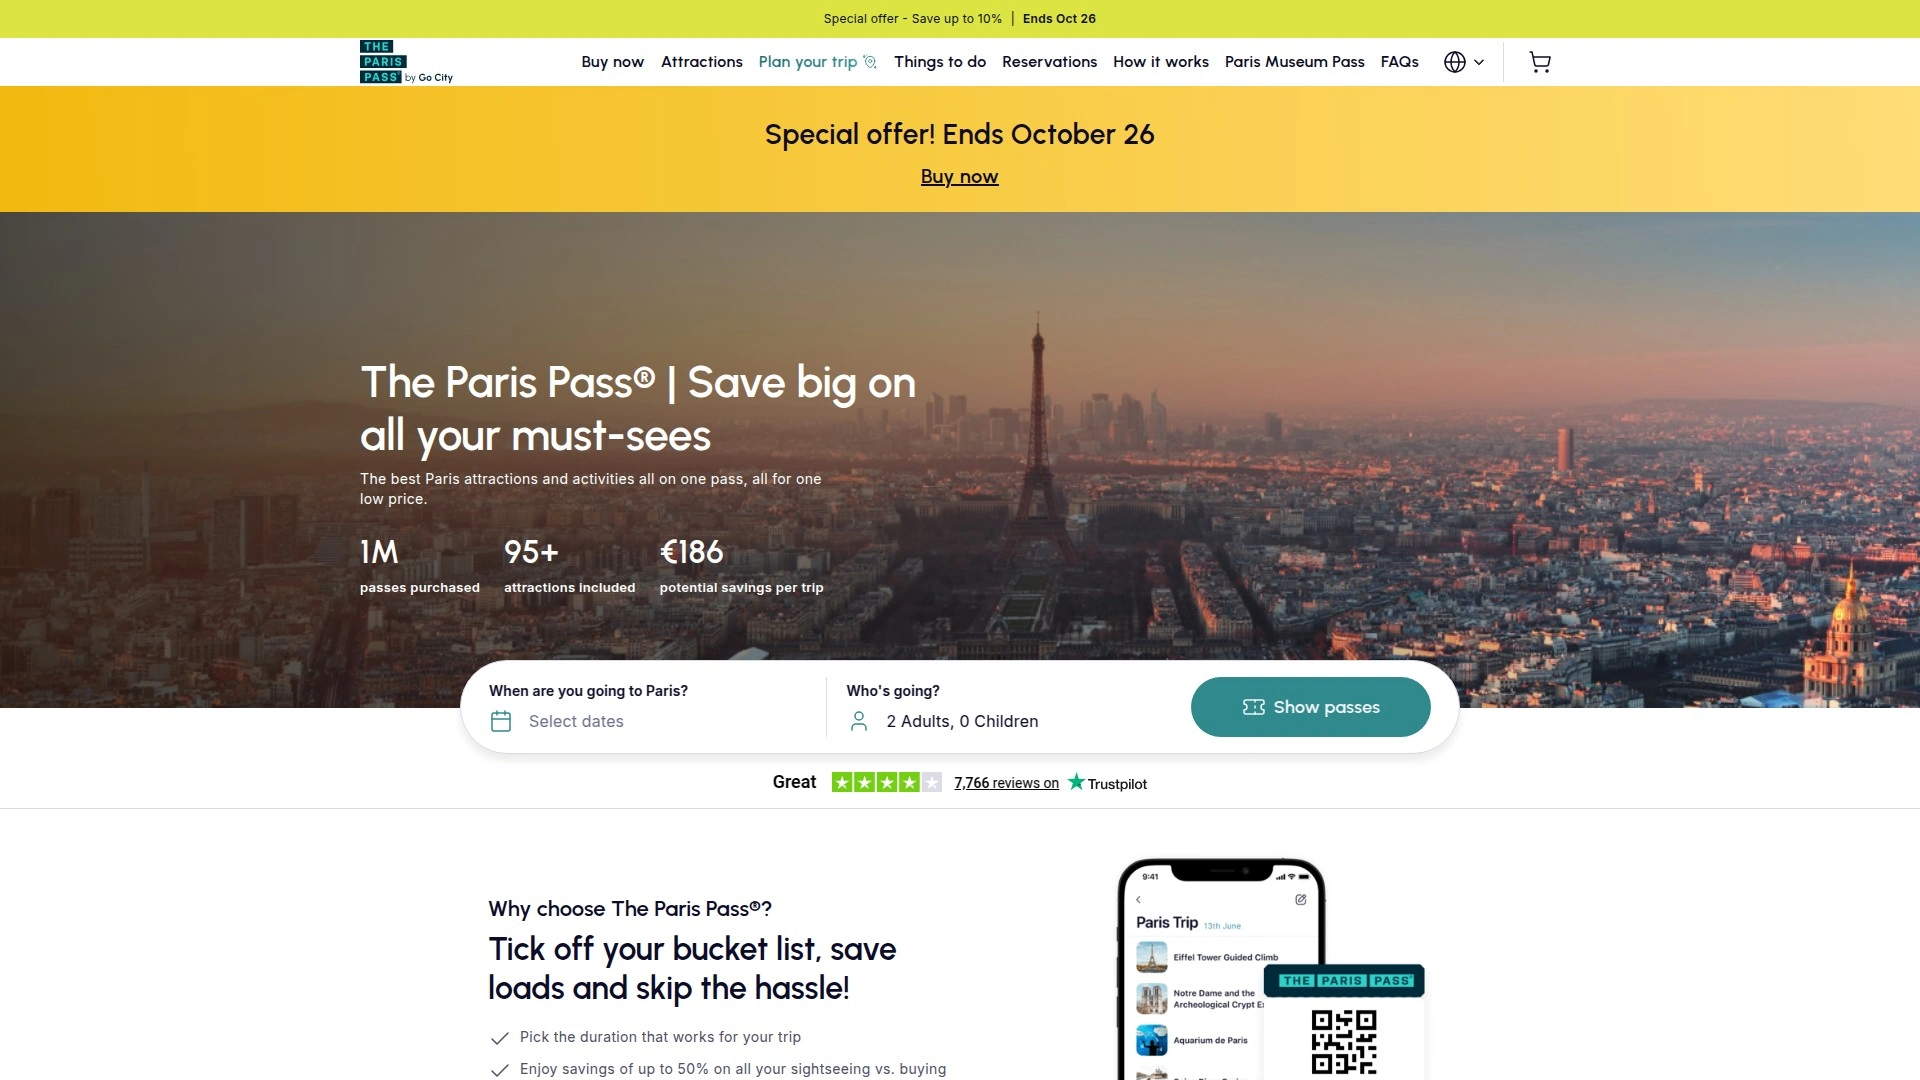 Special offer - Save up to 10% | Ends Oct 26
THE
PARIS
PASS® by Go City
Buy now Attractions Plan your trip Things to do Reservations How it works Paris Museum Pass FAQs
Special offer! Ends October 26
Buy now
The Paris Pass® | Save big on
all your must-sees
The best Paris attractions and activities all on one pass, all for one
low price.
1M 95+ €186
passes purchased attractions included potential savings per trip
When are you going to Paris? Who's going?
Select dates 2 Adults, 0 Children Show passes
Great 7,766 reviews on Trustpilot
Why choose The Paris Pass®?
Tick off your bucket list, save
loads and skip the hassle!
Pick the duration that works for your trip
Enjoy savings of up to 50% on all your sightseeing vs. buying
9:41
Paris Trip 13th June
Eiffel Tower Guided Climb
THE PARIS PASS®
Notre Dame and the
Archeological Crypt
Aquarium de Paris